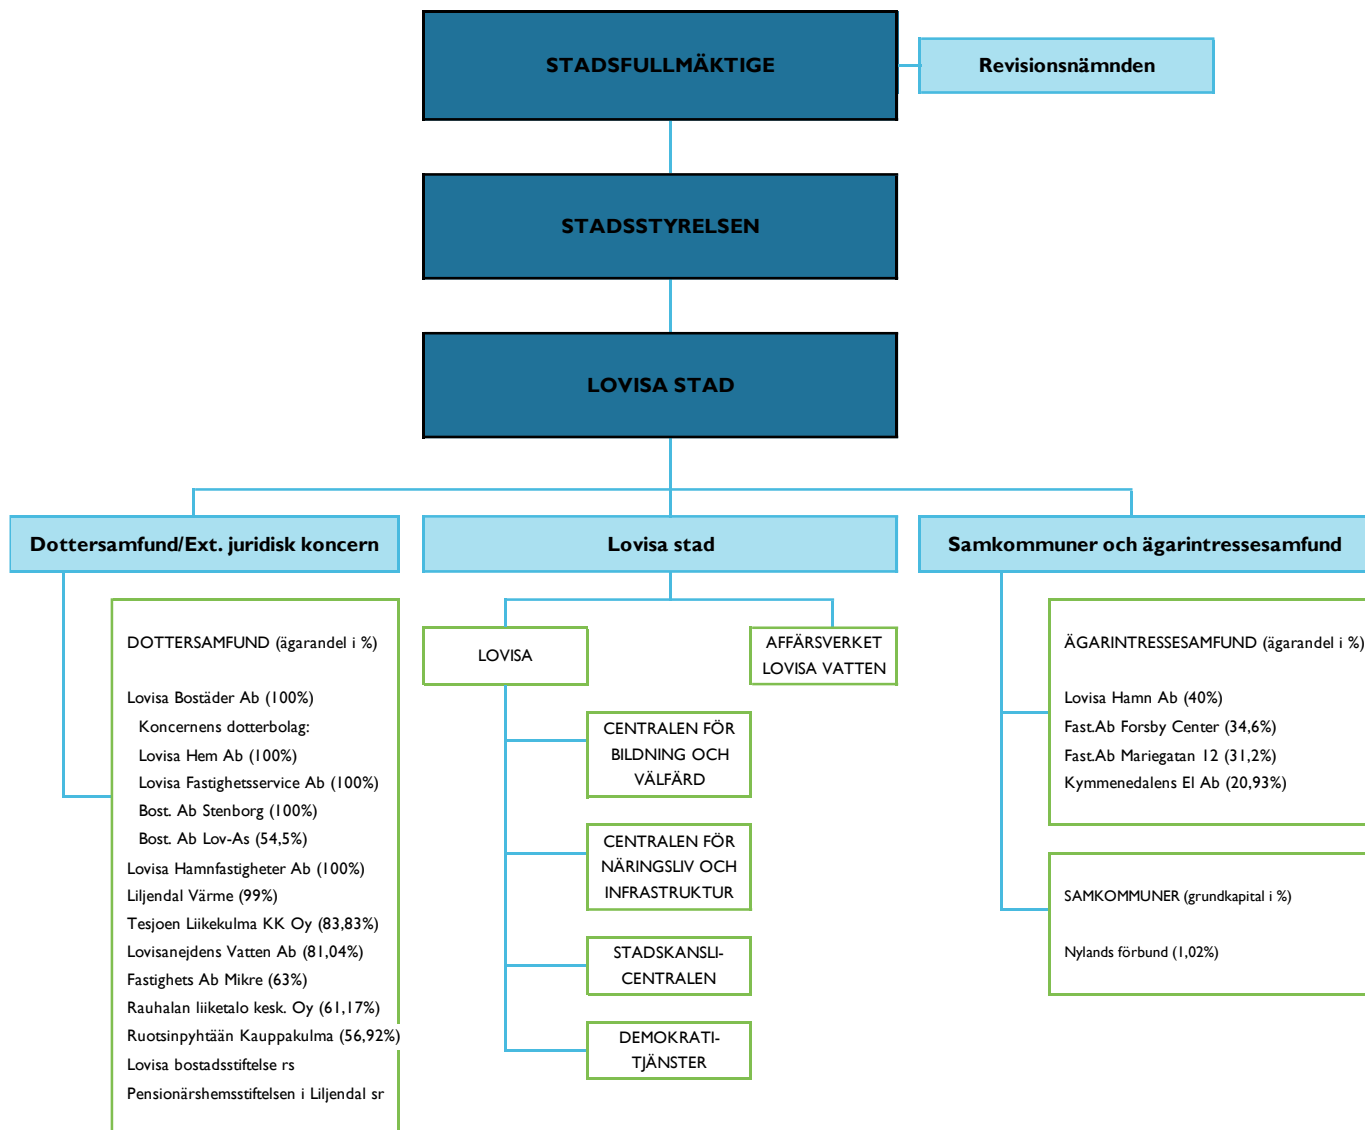 STADSFULLMÄKTIGE
Revisionsnämnden
STADSSTYRELSEN
LOVISA STAD
Dottersamfund/Ext. juridisk koncern
DOTTERSAMFUND (ägarandel i %)
Lovisa Bostäder Ab (100%)
Koncernens dotterbolag:
Lovisa Hem Ab (100%)
Lovisa Fastighetsservice Ab (100%)
Bost. Ab Stenborg (100%)
Bost. Ab Lov-As (54,5%)
Lovisa Hamnfastigheter Ab (100%)
Liljendal Värme (99%)
Tesjoen Liikekulma KK Oy (83,83%)
Lovisanejdens Vatten Ab (81,04%)
Fastighets Ab Mikre (63%)
Rauhalan liiketalo kesk. Oy (61,17%)
Ruotsinpyhtään Kauppakulma (56,92%)
Lovisa bostadsstiftelse rs
Pensionärshemsstiftelsen i Liljendal sr
Lovisa stad
LOVISA
AFFÄRSVERKET
LOVISA VATTEN
CENTRALEN FÖR
BILDNING OCH
VÄLFÄRD
CENTRALEN FÖR
NÄRINGSLIV OCH
INFRASTRUKTUR
STADSKANSLI-
CENTRALEN
DEMOKRATI-
TJÄNSTER
Samkommuner och ägarintressesamfund
ÄGARINTRESSESAMFUND (ägarandel i %)
Lovisa Hamn Ab (40%)
Fast.Ab Forsby Center (34,6%)
Fast.Ab Mariegatan 12 (31,2%)
Kymmenedalens El Ab (20,93%)
SAMKOMMUNER (grundkapital i %)
Nylands förbund (1,02%)